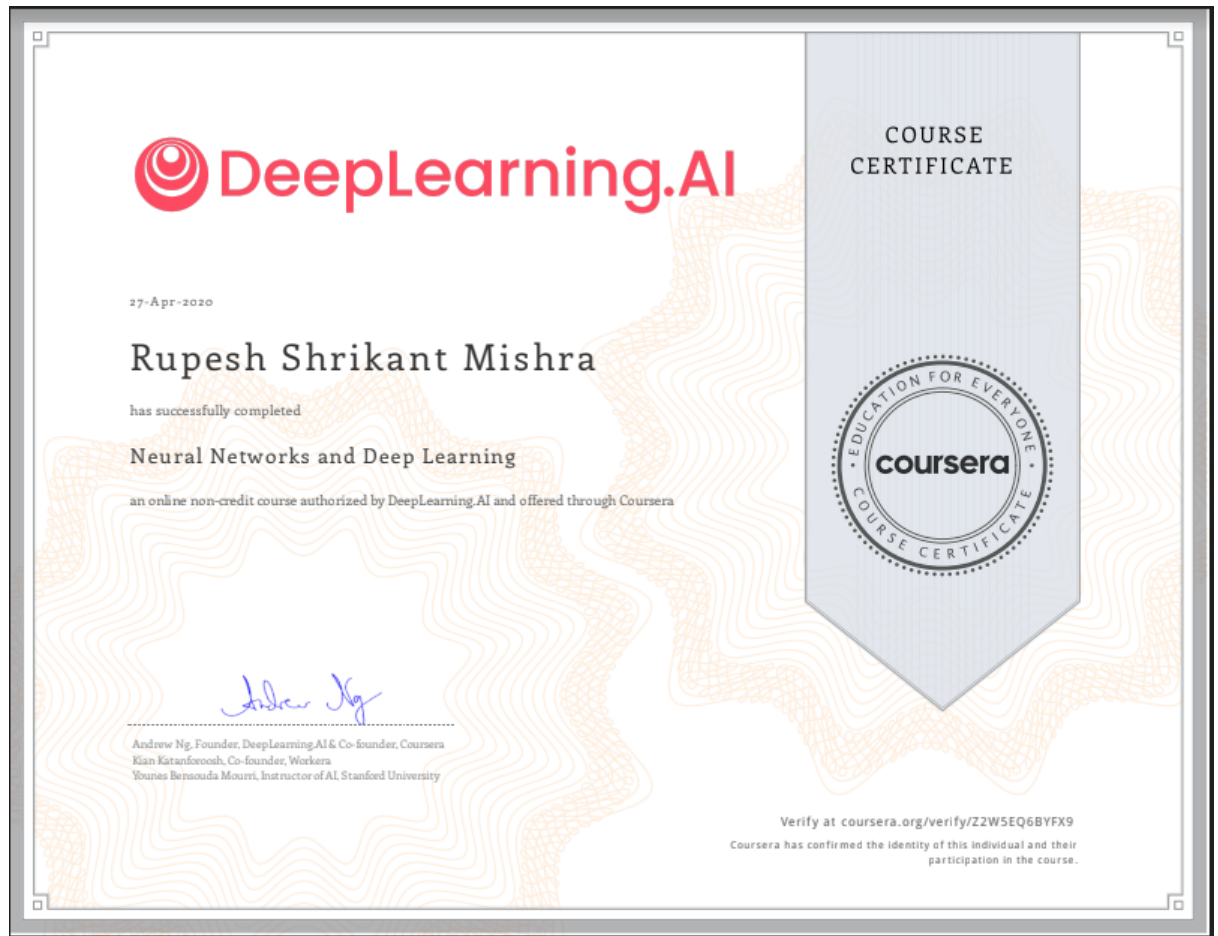 DeepLearning.AI
COURSE
CERTIFICATE
27-Apr-2020
Rupesh Shrikant Mishra
has successfully completed
Neural Networks and Deep Learning
an online non-credit course authorized by DeepLearning.AI and offered through Coursera
EDUCATION FOR EVERYONE
coursera
COURSE CERTIFICATE
Andrew Ng
Andrew Ng, Founder, DeepLearning.AI & Co-founder, Coursera
Kian Katanforoosh, Co-founder, Workera
Younes Bensouda Mourri, Instructor of AI, Stanford University
Verify at coursera.org/verify/Z2W5EQ6BYFX9
Coursera has confirmed the identity of this individual and their
participation in the course.